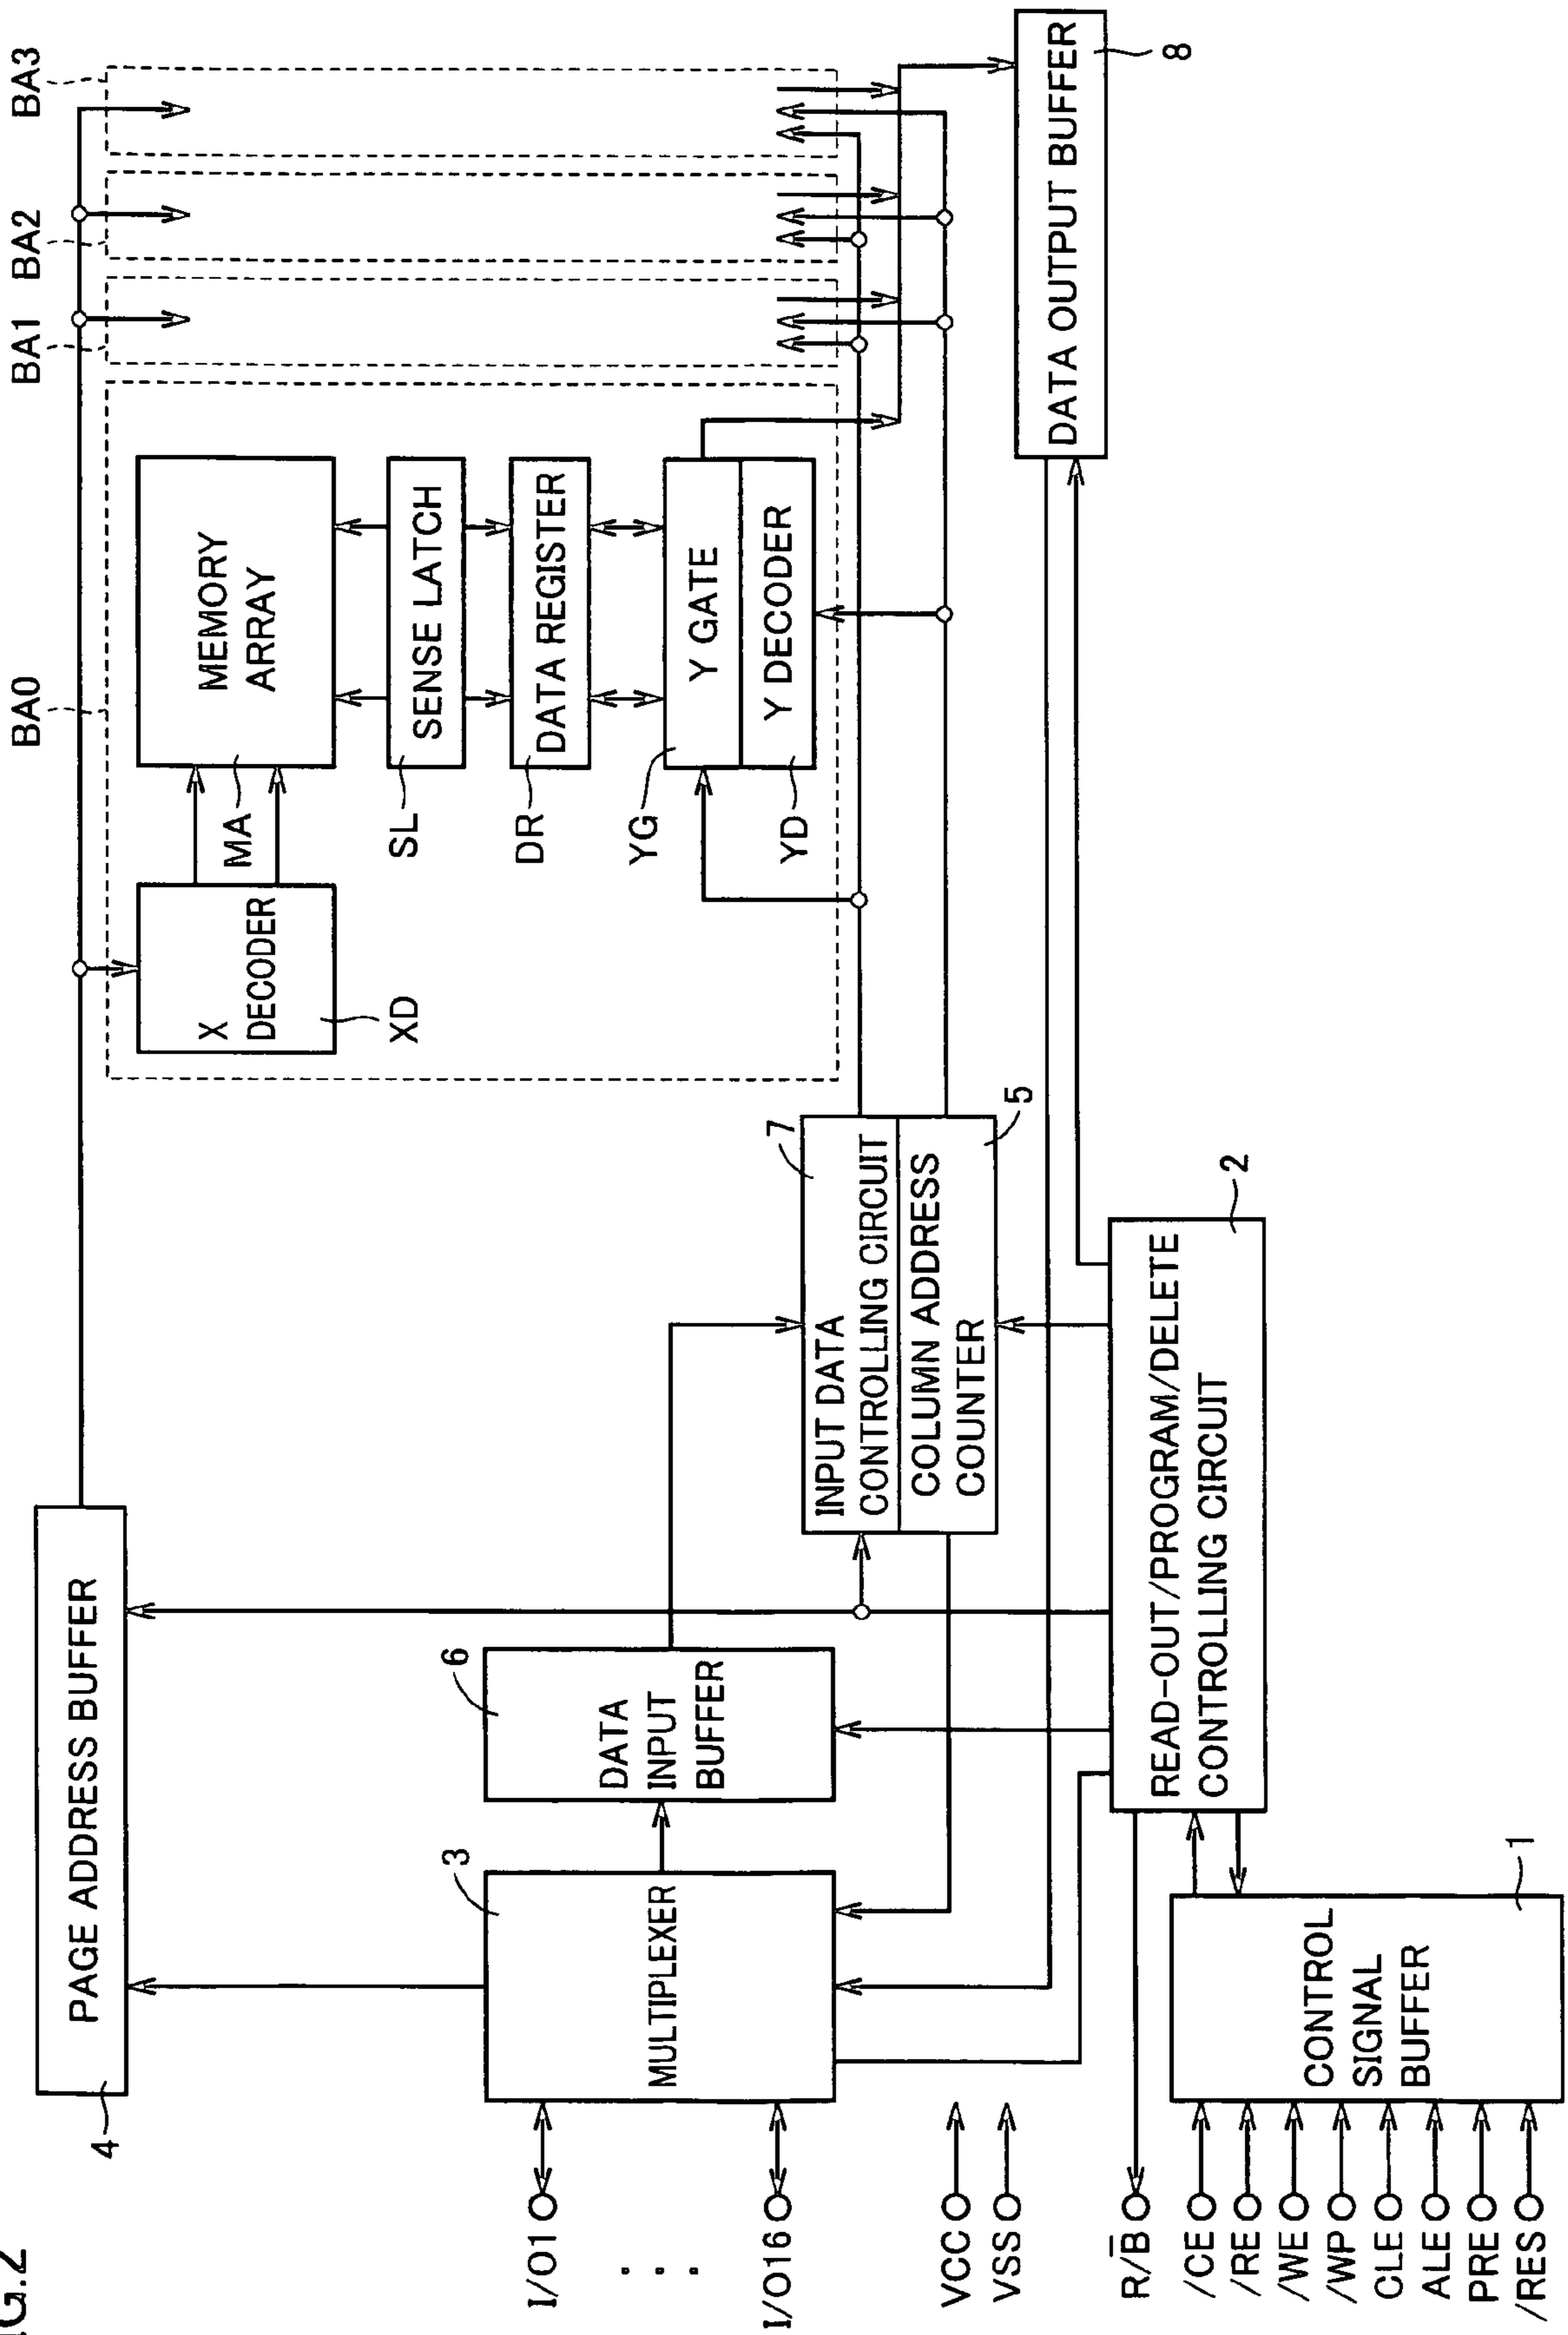 FIG.2
PAGE ADDRESS BUFFER
4
BA0
BA1
BA2
BA3
X
DECODER
XD
MEMORY
ARRAY
MA
SENSE LATCH
SL
DATA REGISTER
DR
Y GATE
YG
Y DECODER
YD
I/O1
I/O16
MULTIPLEXER
3
DATA
INPUT
BUFFER
6
INPUT DATA
CONTROLLING CIRCUIT
7
COLUMN ADDRESS
COUNTER
5
VCC
VSS
R/B̅
/CE
/RE
/WE
/WP
CLE
ALE
PRE
/RES
CONTROL
SIGNAL
BUFFER
1
READ-OUT/PROGRAM/DELETE
CONTROLLING CIRCUIT
2
DATA OUTPUT BUFFER
8